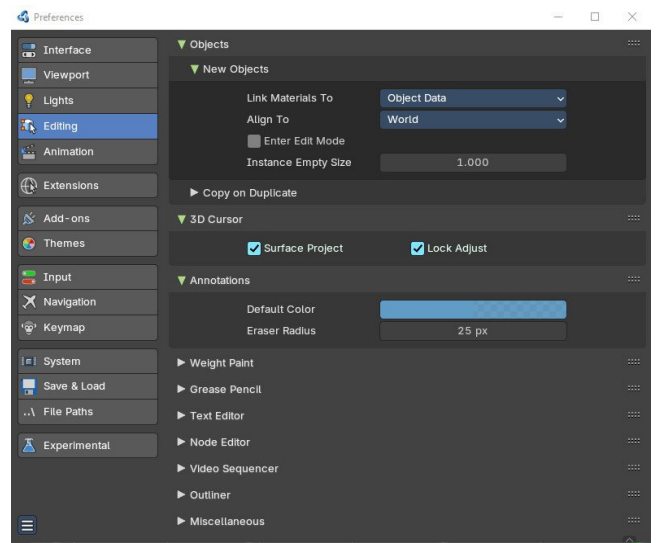 Preferences
Interface
Viewport
Lights
Editing
Animation
Extensions
Add-ons
Themes
Input
Navigation
Keymap
System
Save & Load
File Paths
Experimental
Objects
New Objects
Link Materials To Object Data
Align To World
Enter Edit Mode
Instance Empty Size 1.000
Copy on Duplicate
3D Cursor
Surface Project Lock Adjust
Annotations
Default Color
Eraser Radius 25 px
Weight Paint
Grease Pencil
Text Editor
Node Editor
Video Sequencer
Outliner
Miscellaneous